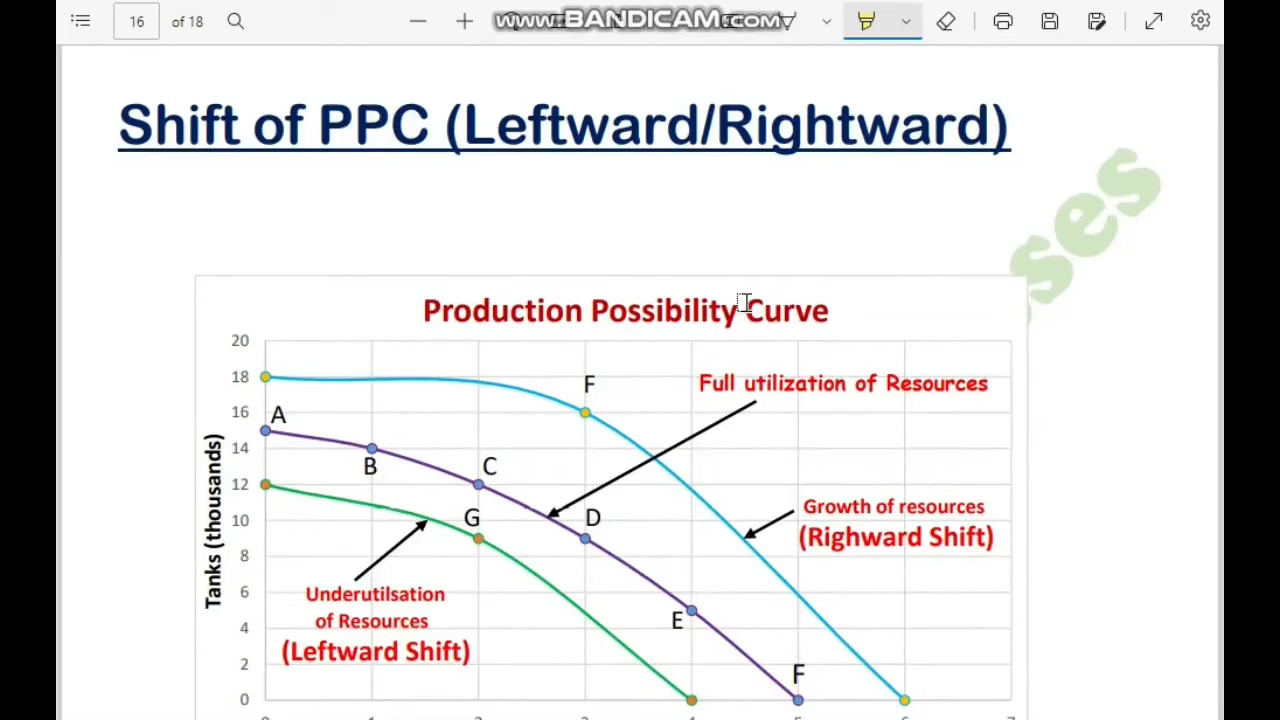 16 of 18
www.BANDICAM.com
Shift of PPC (Leftward/Rightward)
ses
Production Possibility Curve
20
18
16
14
12
10
8
6
4
2
0
Tanks (thousands)
A
B
C
D
E
F
F
G
Full utilization of Resources
Growth of resources
(Righward Shift)
Underutilsation
of Resources
(Leftward Shift)